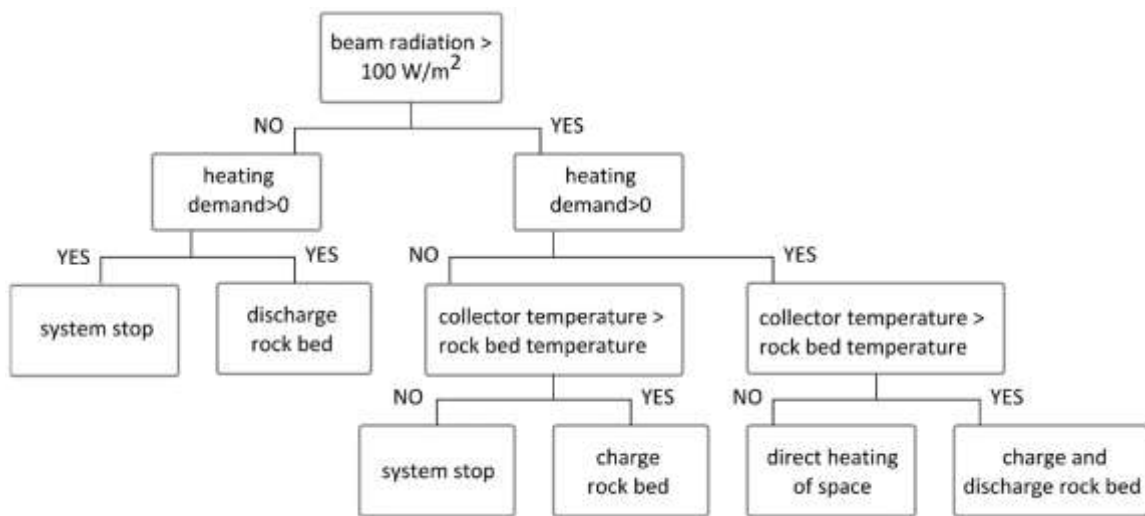 beam radiation >
100 W/m²
NO
YES
heating
demand>0
heating
demand>0
YES
YES
NO
YES
system stop
discharge
rock bed
collector temperature >
rock bed temperature
collector temperature >
rock bed temperature
NO
YES
NO
YES
system stop
charge
rock bed
direct heating
of space
charge and
discharge rock bed